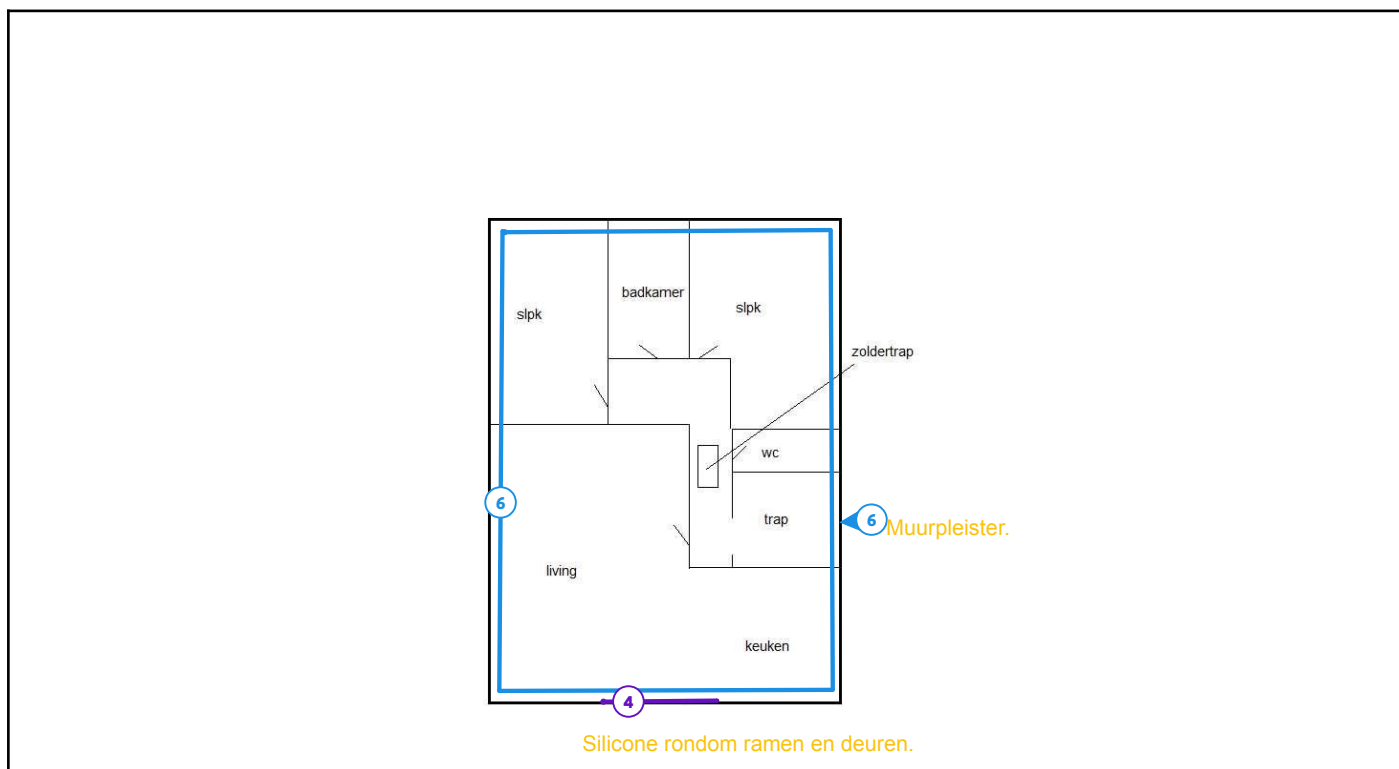 badkamer
slpk
slpk
zoldertrap
wc
6
trap
6
Muurpleister.
living
keuken
4
Silicone rondom ramen en deuren.